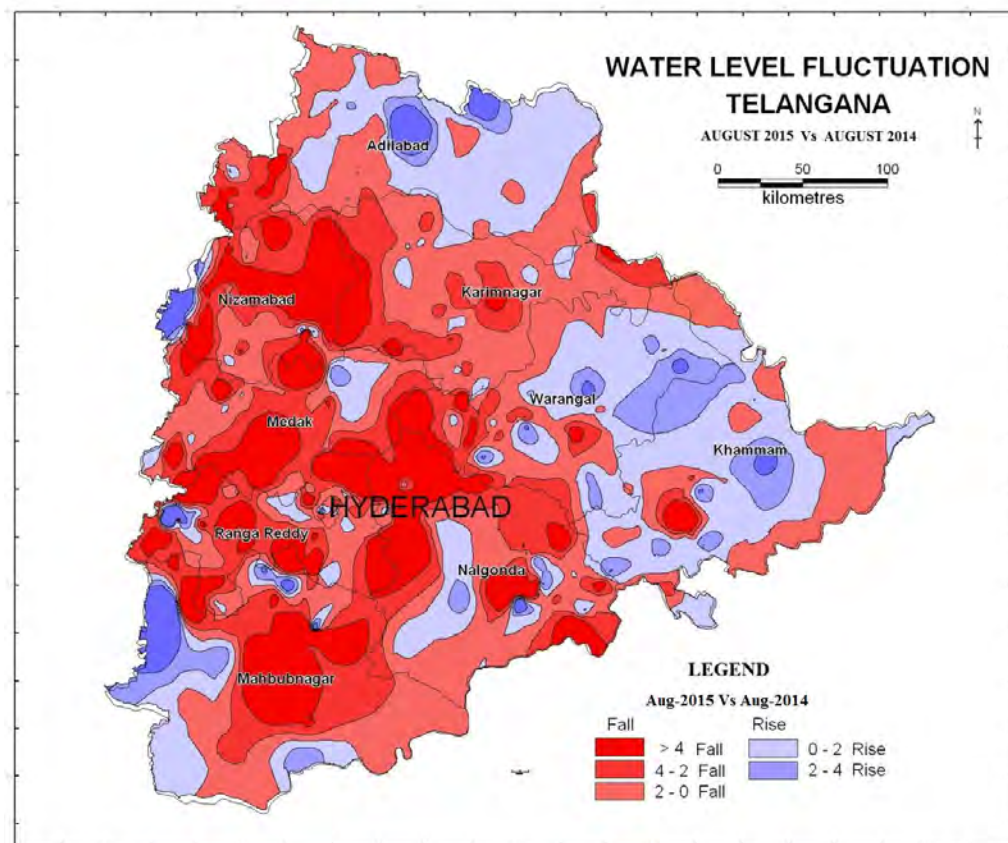 WATER LEVEL FLUCTUATION
TELANGANA
AUGUST 2015 Vs AUGUST 2014
N
0 50 100
kilometres
Adilabad
Nizamabad
Karimnagar
Warangal
Medak
Khammam
HYDERABAD
Ranga Reddy
Nalgonda
Mahbubnagar
LEGEND
Aug-2015 Vs Aug-2014
Fall Rise
> 4 Fall 0 - 2 Rise
4 - 2 Fall 2 - 4 Rise
2 - 0 Fall